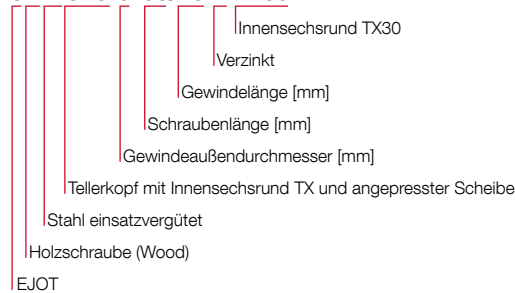 Innensechsrund TX30
Verzinkt
Gewindelänge [mm]
Schraubenlänge [mm]
Gewindeaußendurchmesser [mm]
Tellerkopf mit Innensechsrund TX und angepresster Scheibe
Stahl einsatzvergütet
Holzschraube (Wood)
EJOT